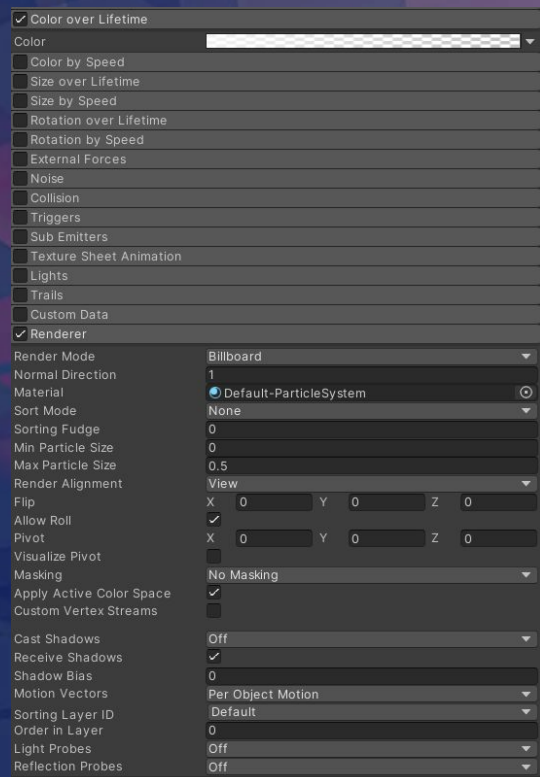 Color over Lifetime
Color
Color by Speed
Size over Lifetime
Size by Speed
Rotation over Lifetime
Rotation by Speed
External Forces
Noise
Collision
Triggers
Sub Emitters
Texture Sheet Animation
Lights
Trails
Custom Data
Renderer
Render Mode Billboard
Normal Direction 1
Material Default-ParticleSystem
Sort Mode None
Sorting Fudge 0
Min Particle Size 0
Max Particle Size 0.5
Render Alignment View
Flip X 0 Y 0 Z 0
Allow Roll
Pivot X 0 Y 0 Z 0
Visualize Pivot
Masking No Masking
Apply Active Color Space
Custom Vertex Streams
Cast Shadows Off
Receive Shadows
Shadow Bias 0
Motion Vectors Per Object Motion
Sorting Layer ID Default
Order in Layer 0
Light Probes Off
Reflection Probes Off